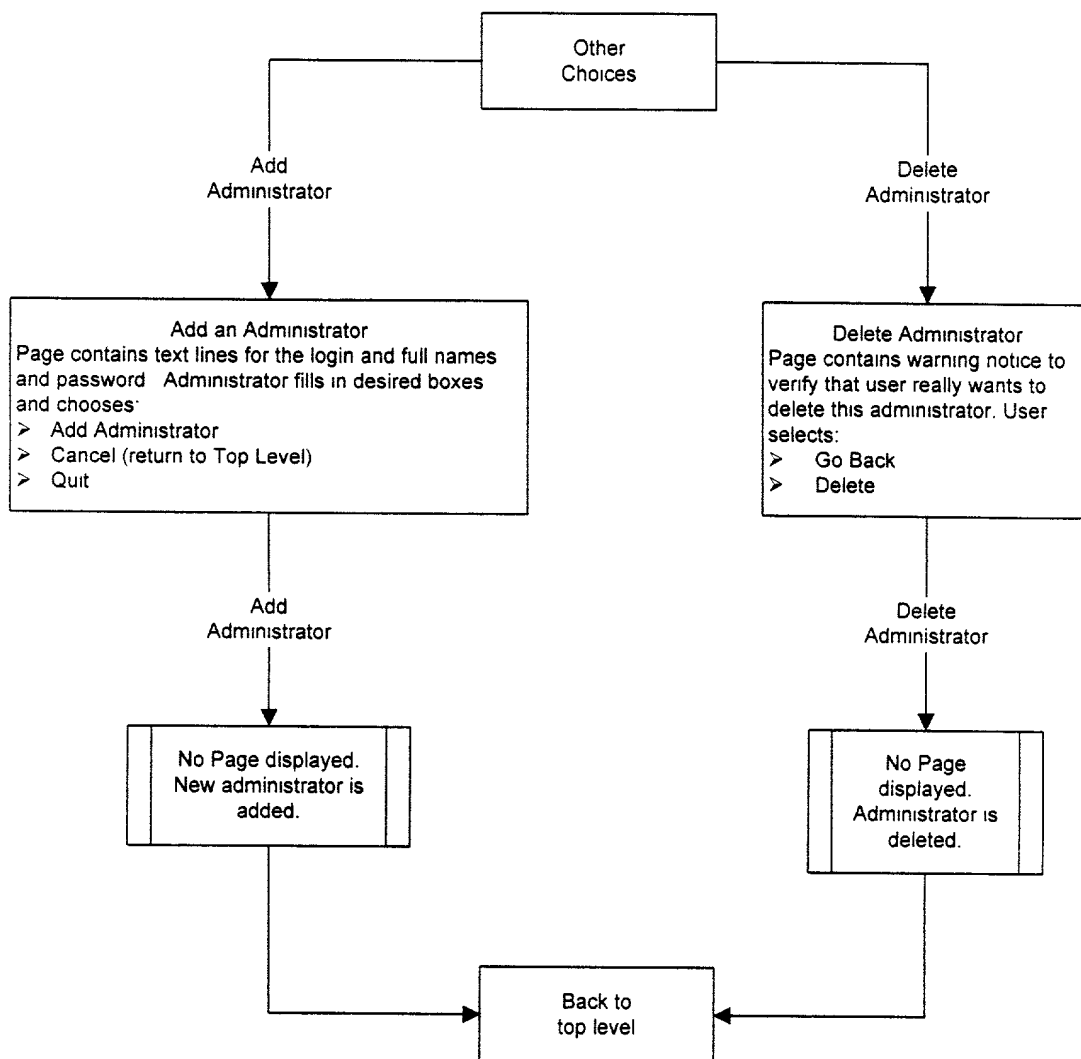 Other
Choices
Add
Administrator
Delete
Administrator
Add an Administrator
Page contains text lines for the login and full names
and password Administrator fills in desired boxes
and chooses:
➢ Add Administrator
➢ Cancel (return to Top Level)
➢ Quit
Delete Administrator
Page contains warning notice to
verify that user really wants to
delete this administrator. User
selects:
➢ Go Back
➢ Delete
Add
Administrator
Delete
Administrator
No Page displayed.
New administrator is
added.
No Page
displayed.
Administrator is
deleted.
Back to
top level